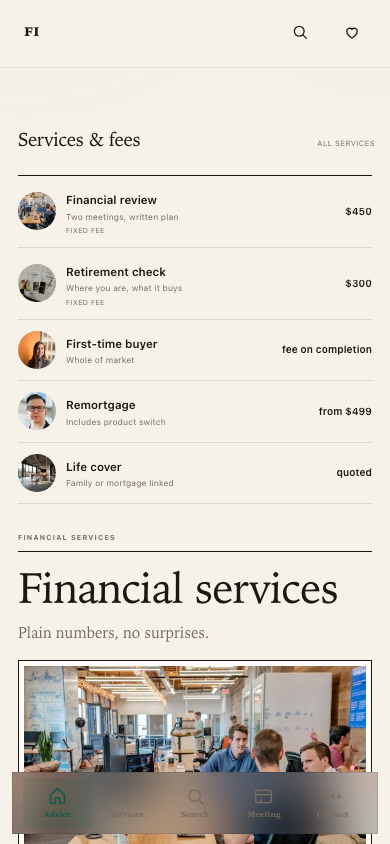 FI
Services & fees
ALL SERVICES
Financial review
Two meetings, written plan
FIXED FEE
$450
Retirement check
Where you are, what it buys
FIXED FEE
$300
First-time buyer
Whole of market
fee on completion
Remortgage
Includes product switch
from $499
Life cover
Family or mortgage linked
quoted
FINANCIAL SERVICES
Financial services
Plain numbers, no surprises.
Advice
Services
Search
Meeting
Contact